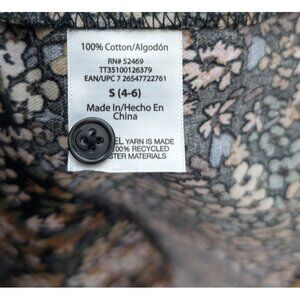 100% Cotton/Algodón
RN# 52469
TT35100126379
EAN/UPC 7 26547722761
S (4-6)
Made In/Hecho En
China
YARN IS MADE
100% RECYCLED
MATERIALS